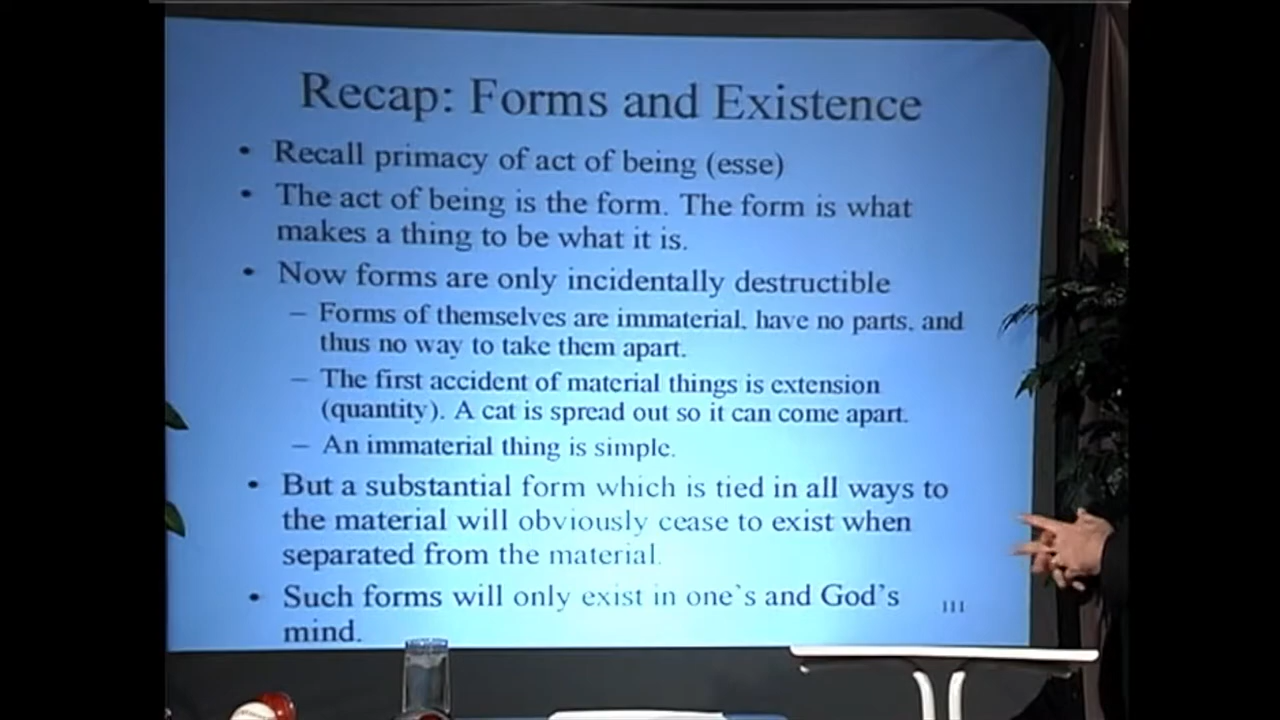 Recap: Forms and Existence
• Recall primacy of act of being (esse)
• The act of being is the form. The form is what
makes a thing to be what it is.
• Now forms are only incidentally destructible
– Forms of themselves are immaterial, have no parts, and
thus no way to take them apart.
– The first accident of material things is extension
(quantity). A cat is spread out so it can come apart.
– An immaterial thing is simple.
• But a substantial form which is tied in all ways to
the material will obviously cease to exist when
separated from the material.
• Such forms will only exist in one`s and God's
mind.
111